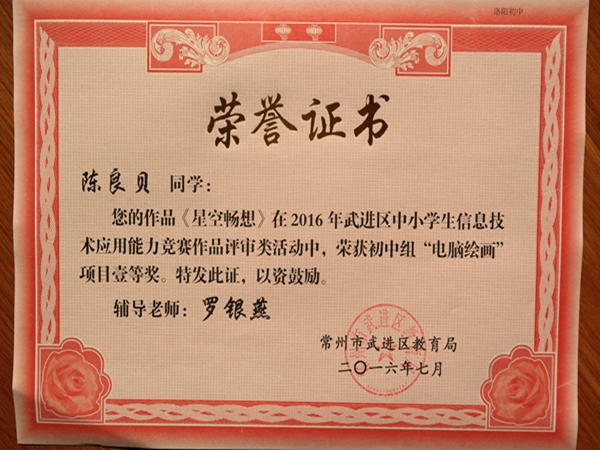 洛阳初中
荣誉证书
陈良贝 同学：
您的作品《星空畅想》在2016年武进区中小学生信息技
术应用能力竞赛作品评审类活动中，荣获初中组“电脑绘画”
项目壹等奖。特发此证，以资鼓励。
辅导老师：罗银燕
常州市武进区教育局
二〇一六年七月